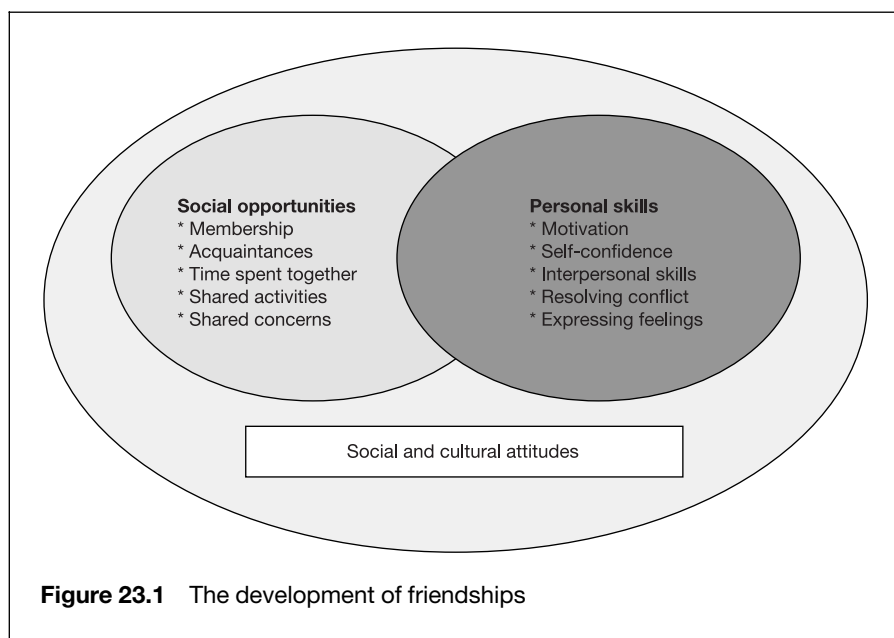 Social opportunities
* Membership
* Acquaintances
* Time spent together
* Shared activities
* Shared concerns
Personal skills
* Motivation
* Self-confidence
* Interpersonal skills
* Resolving conflict
* Expressing feelings
Social and cultural attitudes
Figure 23.1 The development of friendships